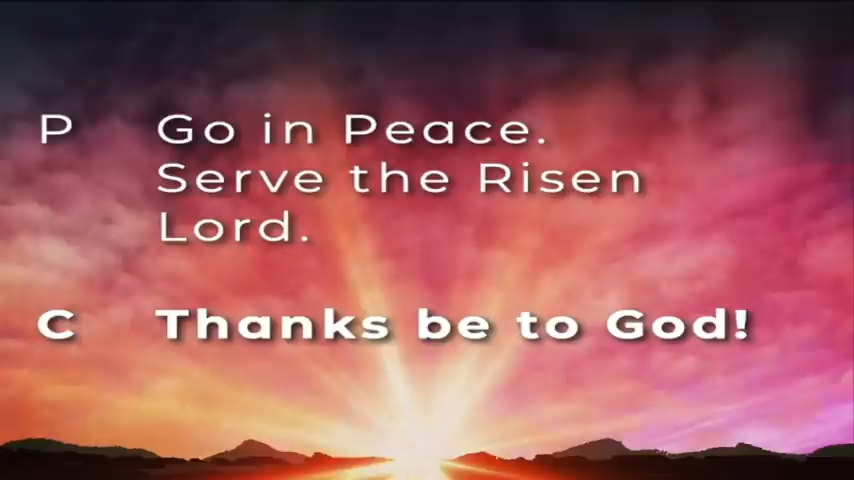 P Go in Peace.
Serve the Risen
Lord.
C Thanks be to God!